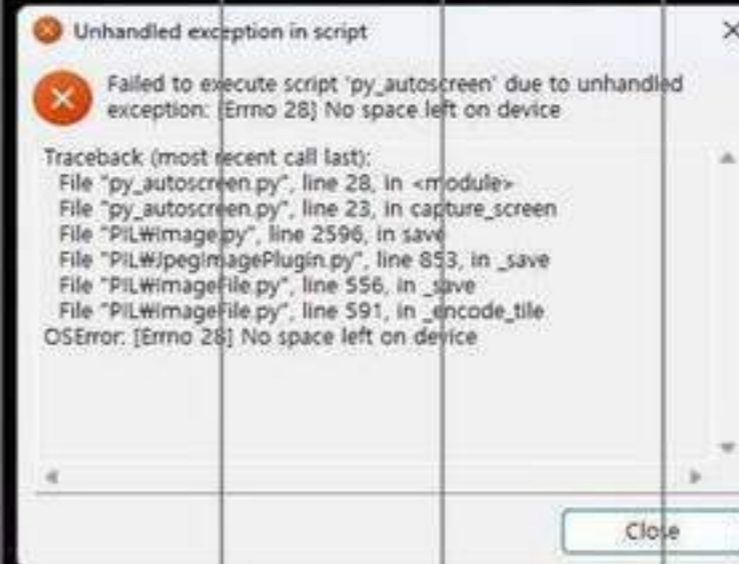 Unhandled exception in script
Failed to execute script 'py_autoscreen' due to unhandled
exception: [Errno 28] No space left on device
Traceback (most recent call last):
File "py_autoscreen.py", line 28, in <module>
File "py_autoscreen.py", line 23, in capture_screen
File "PIL₩Image.py", line 2596, in save
File "PIL₩JpegImagePlugin.py", line 853, in _save
File "PIL₩ImageFile.py", line 556, in _save
File "PIL₩ImageFile.py", line 591, in _encode_tile
OSError: [Errno 28] No space left on device
Close